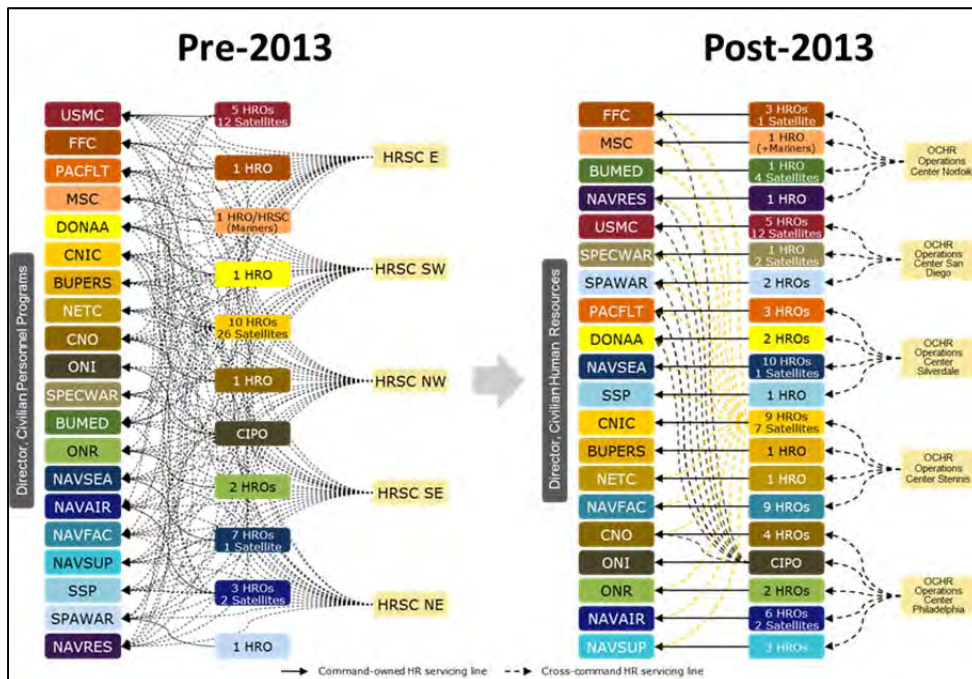 Pre-2013
Post-2013
Director, Civilian Personnel Programs
USMC
FFC
PACFLT
MSC
DONAA
CNIC
BUPERS
NETC
CNO
ONI
SPECWAR
BUMED
ONR
NAVSEA
NAVAIR
NAVFAC
NAVSUP
SSP
SPAWAR
NAVRES
5 HROs
12 Satellites
1 HRO
1 HRO/HRSC
(Manners)
1 HRO
10 HROs
26 Satellites
1 HRO
CIPO
2 HROs
7 HROs
1 Satellite
3 HROs
2 Satellites
1 HRO
HRSC E
HRSC SW
HRSC NW
HRSC SE
HRSC NE
Director, Civilian Human Resources
FFC
MSC
BUMED
NAVRES
USMC
SPECWAR
SPAWAR
PACFLT
DONAA
NAVSEA
SSP
CNIC
BUPERS
NETC
NAVFAC
CNO
ONI
ONR
NAVAIR
NAVSUP
3 HROs
1 Satellite
1 HRO
(+Manners)
1 HRO
4 Satellites
1 HRO
5 HROs
12 Satellites
1 HRO
2 Satellites
2 HROs
3 HROs
2 HROs
10 HROs
1 Satellites
1 HRO
9 HROs
7 Satellites
1 HRO
1 HRO
9 HROs
4 HROs
CIPO
2 HROs
6 HROs
2 Satellites
3 HROs
OCHR
Operations
Center Norfolk
OCHR
Operations
Center San
Diego
OCHR
Operations
Center
Silverdale
OCHR
Operations
Center Stennis
OCHR
Operations
Center
Philadelphia
Command-owned HR servicing line
Cross-command HR servicing line